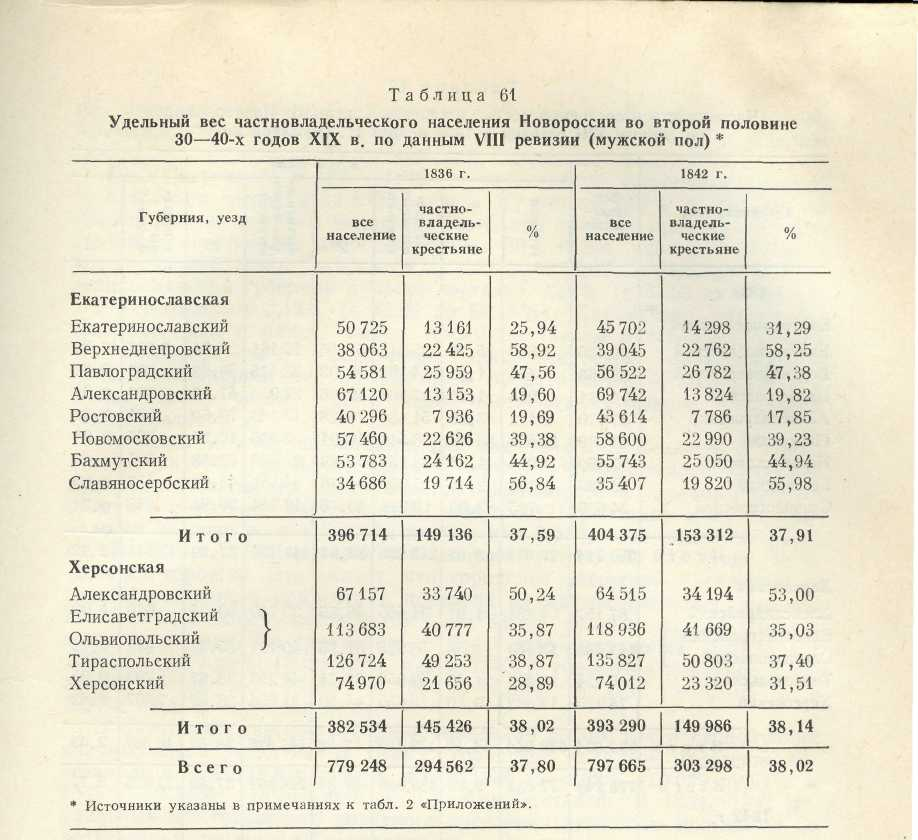 Таблица 61
Удельный вес частновладельческого населения Новороссии во второй половине
30—40-х годов XIX в. по данным VIII ревизии (мужской пол) *
Губерния, уезд
1836 г.
1842 г.
все население
частно-владель-ческие крестьяне
%
все население
частно-владель-ческие крестьяне
%
Екатеринославская
Екатеринославский 50 725 13 161 25,94 45 702 14 298 31,29
Верхнеднепровский 38 063 22 425 58,92 39 045 22 762 58,25
Павлоградский 54 581 25 959 47,56 56 522 26 782 47,38
Александровский 67 120 13 153 19,60 69 742 13 824 19,82
Ростовский 40 296 7 936 19,69 43 614 7 786 17,85
Новомосковский 57 460 22 626 39,38 58 600 22 990 39,23
Бахмутский 53 783 24 162 44,92 55 743 25 050 44,94
Славяносербский 34 686 19 714 56,84 35 407 19 820 55,98
Итого 396 714 149 136 37,59 404 375 153 312 37,91
Херсонская
Александровский 67 157 33 740 50,24 64 515 34 194 53,00
Елисаветградский
Ольвиопольский } 113 683 40 777 35,87 118 936 41 669 35,03
Тираспольский 126 724 49 253 38,87 135 827 50 803 37,40
Херсонский 74 970 21 656 28,89 74 012 23 320 31,51
Итого 382 534 145 426 38,02 393 290 149 986 38,14
Всего 779 248 294 562 37,80 797 665 303 298 38,02
* Источники указаны в примечаниях к табл. 2 «Приложений».